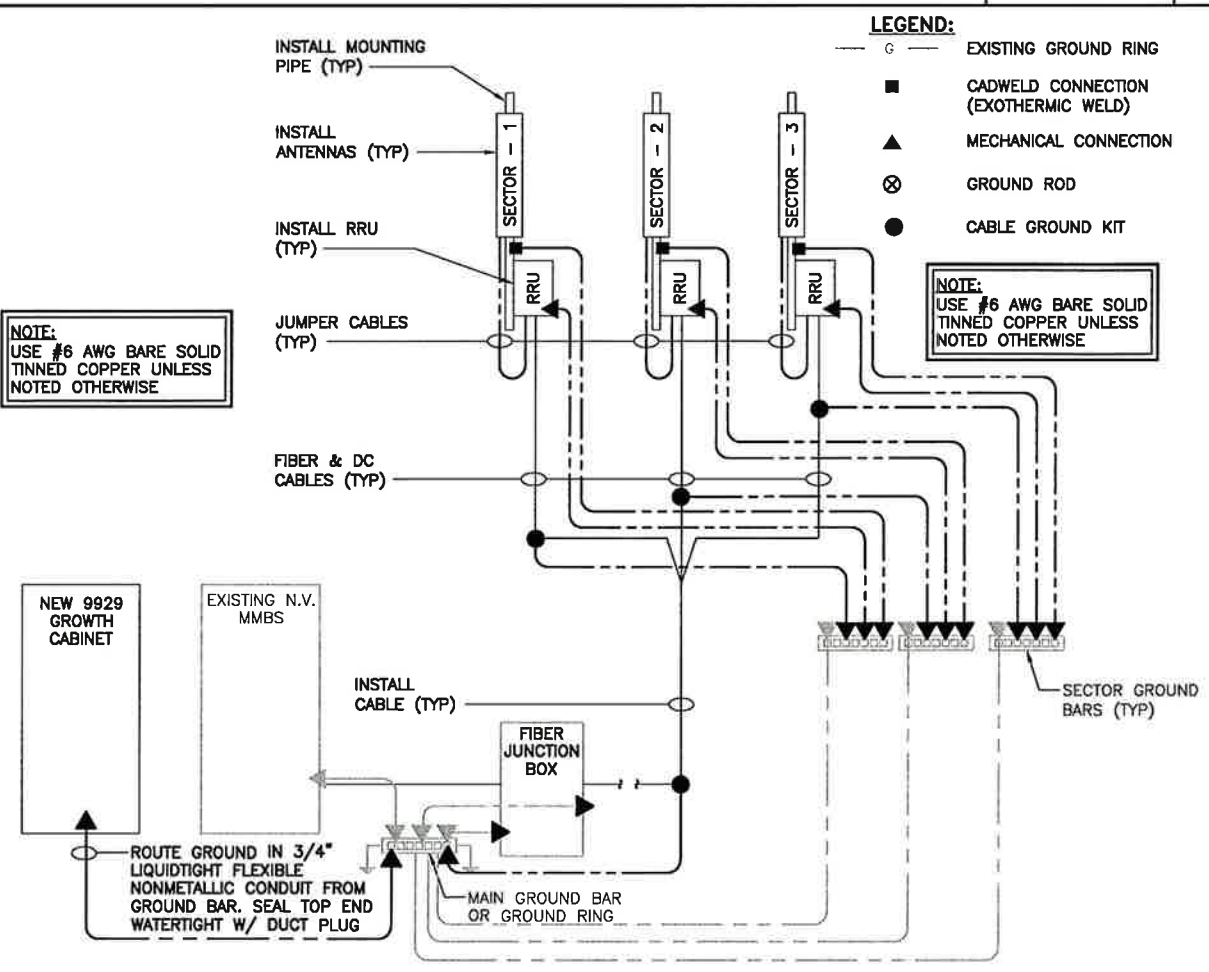 LEGEND:
G
EXISTING GROUND RING
CADWELD CONNECTION
(EXOTHERMIC WELD)
MECHANICAL CONNECTION
GROUND ROD
CABLE GROUND KIT
INSTALL MOUNTING
PIPE (TYP)
INSTALL
ANTENNAS (TYP)
INSTALL RRU
(TYP)
JUMPER CABLES
(TYP)
SECTOR - 1
SECTOR - 2
SECTOR - 3
RRU
RRU
RRU
NOTE:
USE #6 AWG BARE SOLID
TINNED COPPER UNLESS
NOTED OTHERWISE
NOTE:
USE #6 AWG BARE SOLID
TINNED COPPER UNLESS
NOTED OTHERWISE
FIBER & DC
CABLES (TYP)
NEW 9929
GROWTH
CABINET
EXISTING N.V.
MMBS
INSTALL
CABLE (TYP)
FIBER
JUNCTION
BOX
SECTOR GROUND
BARS (TYP)
ROUTE GROUND IN 3/4"
LIQUIDTIGHT FLEXIBLE
NONMETALLIC CONDUIT FROM
GROUND BAR. SEAL TOP END
WATERTIGHT W/ DUCT PLUG
MAIN GROUND BAR
OR GROUND RING